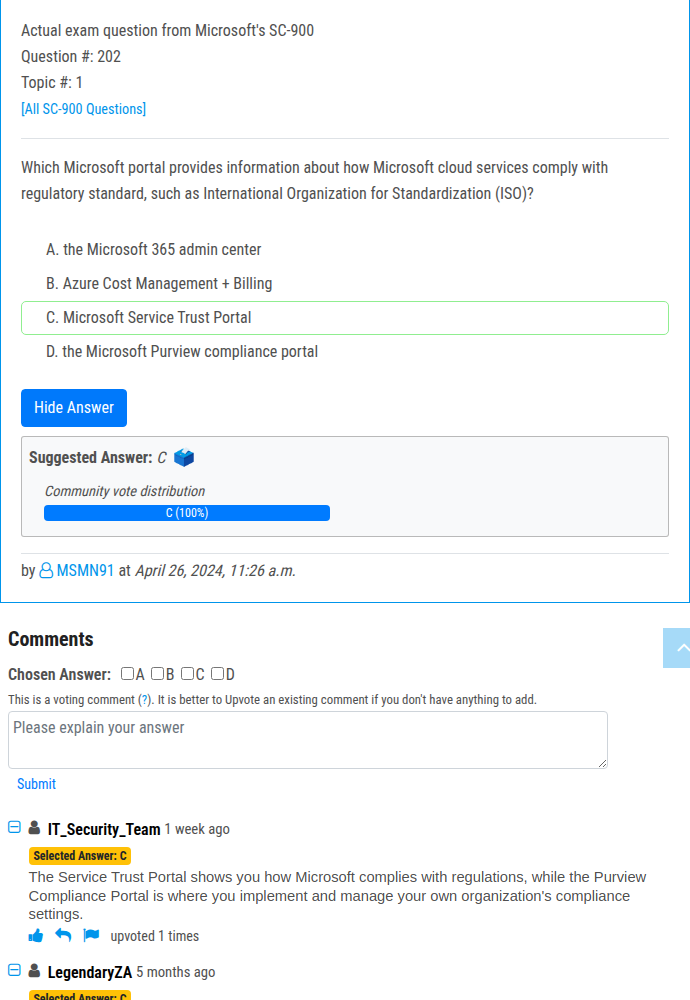 Actual exam question from Microsoft's SC-900
Question #: 202
Topic #: 1
[All SC-900 Questions]
Which Microsoft portal provides information about how Microsoft cloud services comply with
regulatory standard, such as International Organization for Standardization (ISO)?
A. the Microsoft 365 admin center
B. Azure Cost Management + Billing
C. Microsoft Service Trust Portal
D. the Microsoft Purview compliance portal
Hide Answer
Suggested Answer: C
Community vote distribution
C (100%)
by MSMN91 at April 26, 2024, 11:26 a.m.
Comments
Chosen Answer: A B C D
This is a voting comment (?). It is better to Upvote an existing comment if you don't have anything to add.
Please explain your answer
Submit
IT_Security_Team 1 week ago
Selected Answer: C
The Service Trust Portal shows you how Microsoft complies with regulations, while the Purview
Compliance Portal is where you implement and manage your own organization's compliance
settings.
upvoted 1 times
LegendaryZA 5 months ago
Selected Answer: C